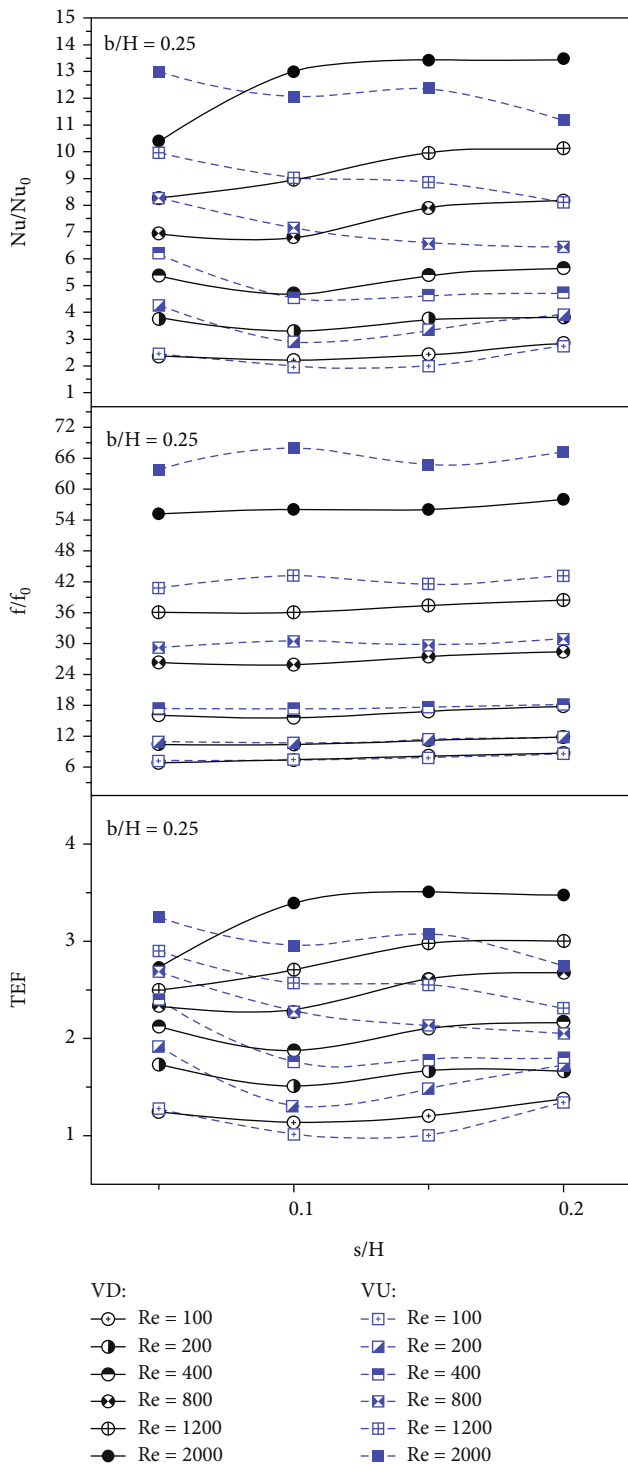 15
14
13
12
11
10
9
8
7
6
5
4
3
2
1
Nu/Nu₀
b/H = 0.25
72
66
60
54
48
42
36
30
24
18
12
6
f/f₀
b/H = 0.25
4
3
2
1
TEF
b/H = 0.25
0.1 0.2
s/H
VD:
Re = 100
Re = 200
Re = 400
Re = 800
Re = 1200
Re = 2000
VU:
Re = 100
Re = 200
Re = 400
Re = 800
Re = 1200
Re = 2000